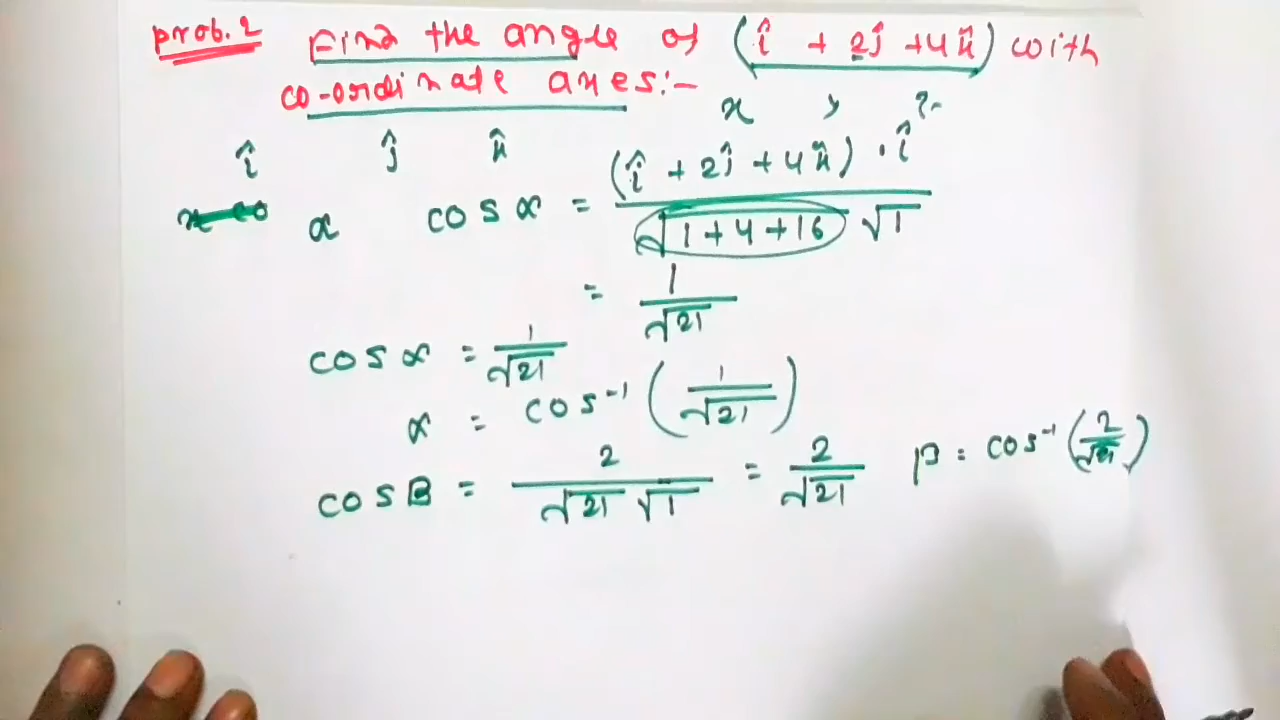 prob.2 Find the angle of (î + 2ĵ + 4k̂) with
co-ordinate axes:-
x y z
î ĵ k̂
α cos α = (î + 2ĵ + 4k̂) · î / √1+4+16 √1
= 1/√21
cos α = 1/√21
α = cos⁻¹ (1/√21)
cos B = 2/√21 √1 = 2/√21 β = cos⁻¹ (2/√21)